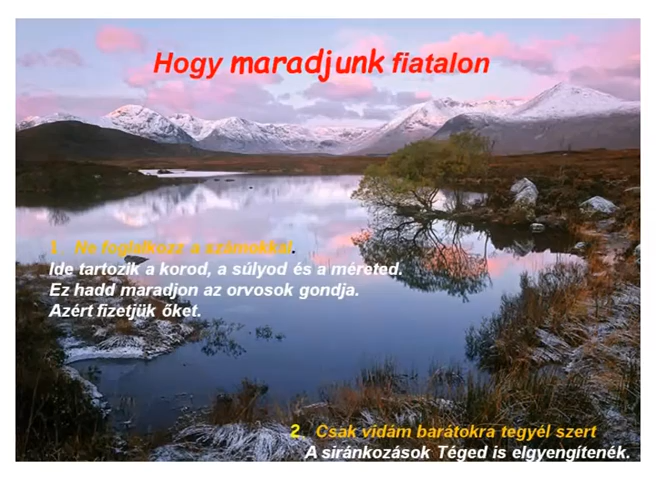 Hogy maradjunk fiatalon
1. Ne foglalkozz a számokkal.
Ide tartozik a korod, a súlyod és a méreted.
Ez hadd maradjon az orvosok gondja.
Azért fizetjük őket.
2. Csak vidám barátokra tegyél szert
A siránkozások Téged is elgyengítenék.